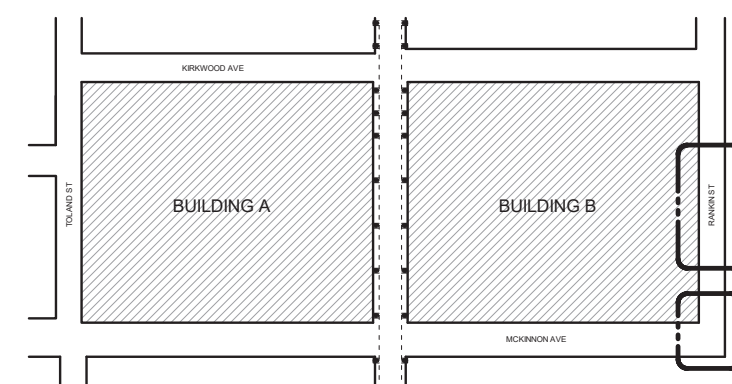 KIRKWOOD AVE
TOLAND ST
BUILDING A
BUILDING B
RANKIN ST
MCKINNON AVE